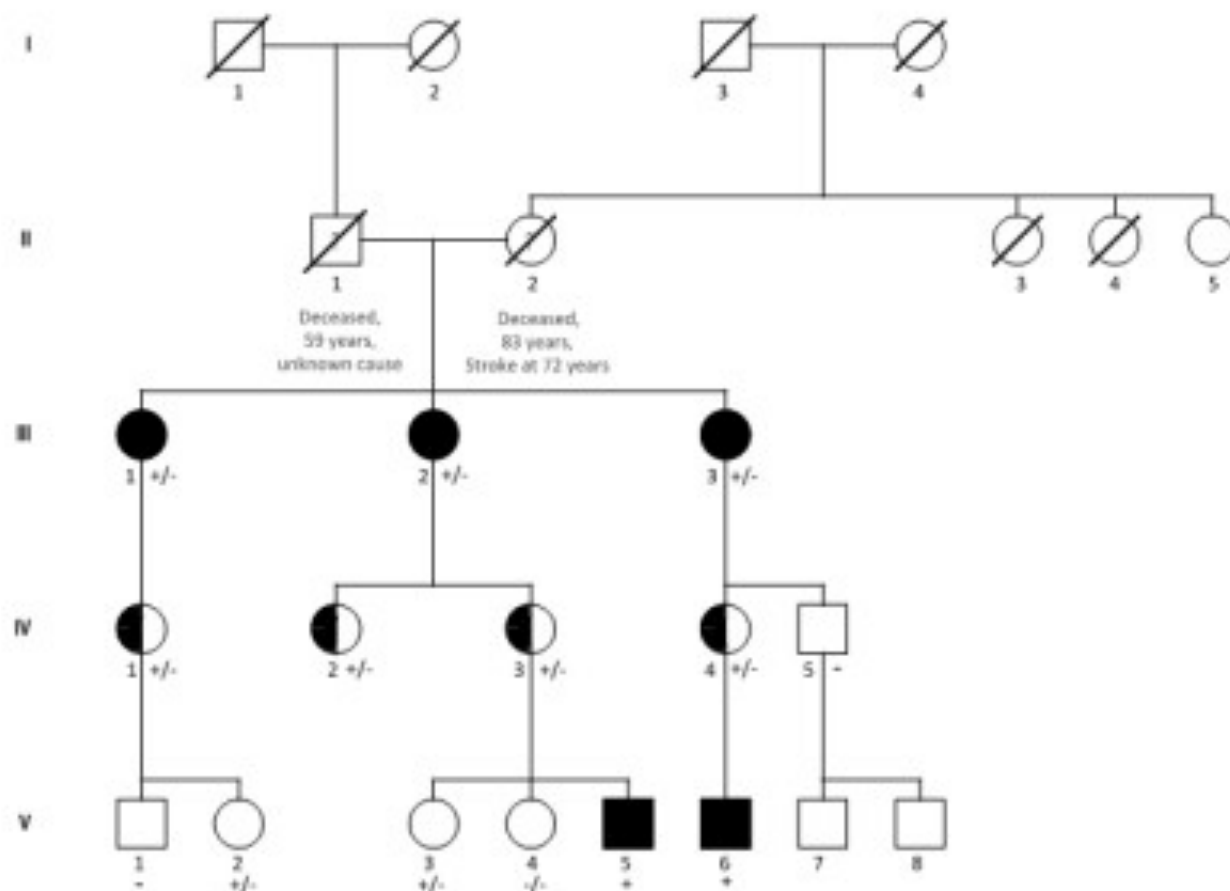 I
1 2 3 4
II
1 2 3 4 5
Deceased, Deceased,
59 years, 83 years,
unknown cause Stroke at 72 years
III
1 +/- 2 +/- 3 +/-
IV
1 +/- 2 +/- 3 +/- 4 +/- 5 -
V
1 2 3 4 5 6 7 8
- +/- +/- -/- + +